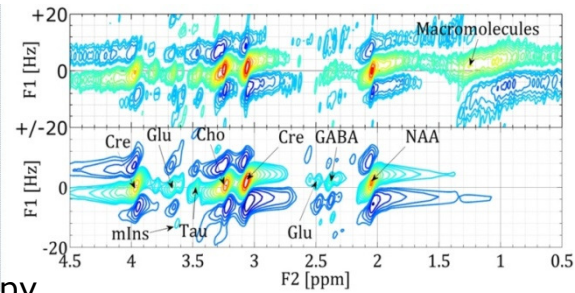 +20
Macromolecules
F1 [Hz]
0
+/-20
Cre Glu Cho Cre GABA NAA
F1 [Hz]
0
mIns Tau Glu
-20
4.5 4 3.5 3 2.5 2 1.5 1 0.5
F2 [ppm]